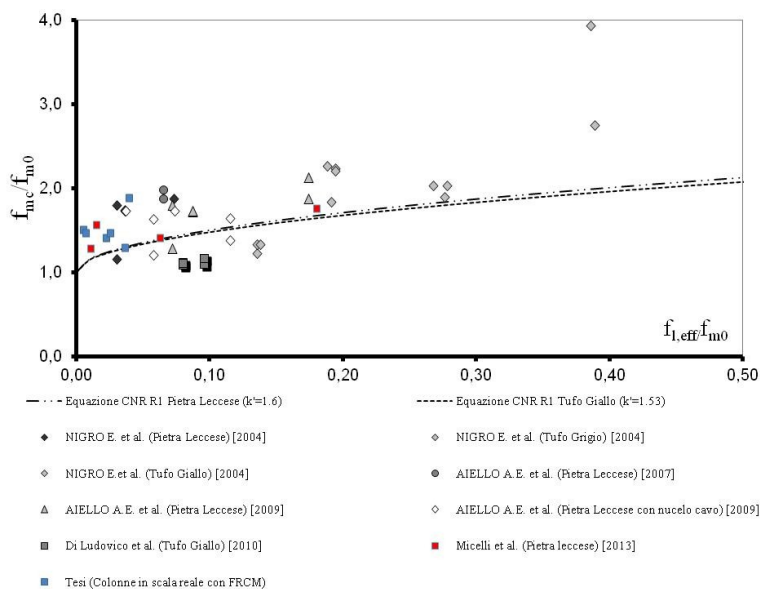 4,0
3,0
2,0
1,0
0,0
fmc/fm0
0,00 0,10 0,20 0,30 0,40 0,50
fl,eff/fm0
Equazione CNR R1 Pietra Leccese (k'=1.6)
Equazione CNR R1 Tufo Giallo (k'=1.53)
NIGRO E. et al. (Pietra Leccese) [2004]
NIGRO E. et al. (Tufo Grigio) [2004]
NIGRO E. et al. (Tufo Giallo) [2004]
AIELLO A.E. et al. (Pietra Leccese) [2007]
AIELLO A.E. et al. (Pietra Leccese) [2009]
AIELLO A.E. et al. (Pietra Leccese con nucelo cavo) [2009]
Di Ludovico et al. (Tufo Giallo) [2010]
Micelli et al. (Pietra leccese) [2013]
Tesi (Colonne in scala reale con FRCM)